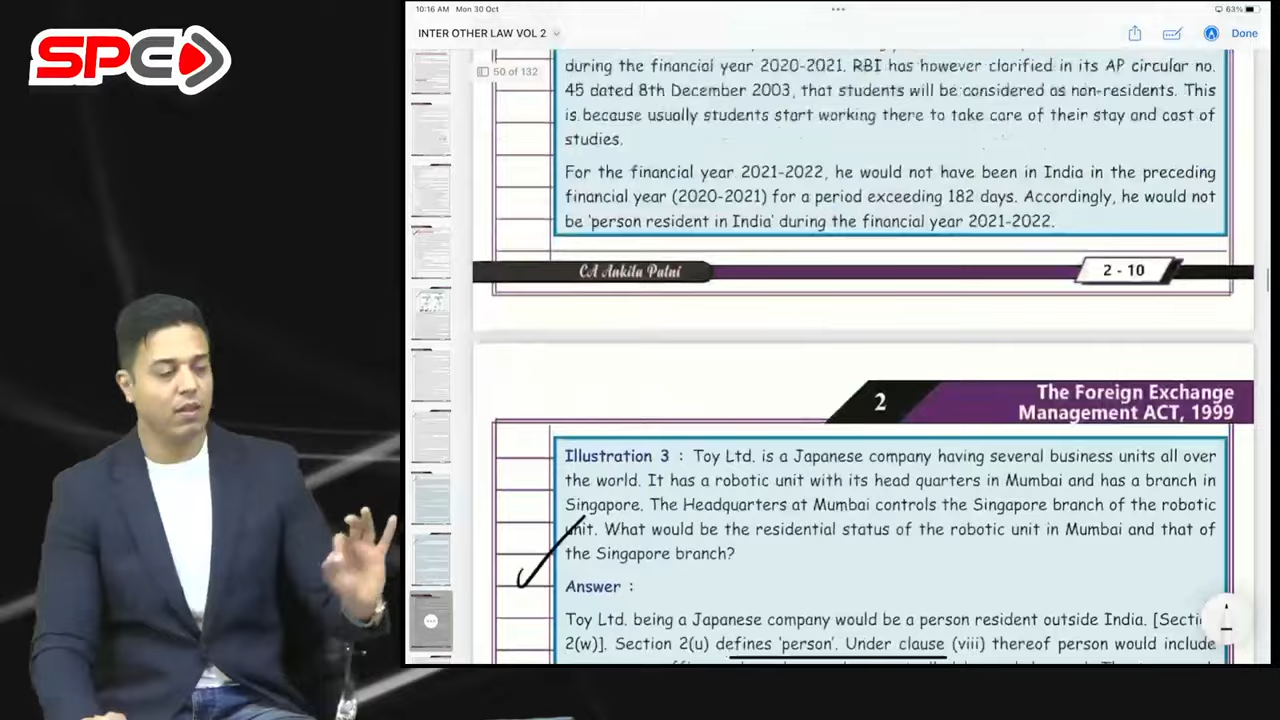 10:16 AM Mon 30 Oct
63%
SPC
INTER OTHER LAW VOL 2
Done
50 of 132
during the financial year 2020-2021. RBI has however clarified in its AP circular no.
45 dated 8th December 2003, that students will be considered as non-residents. This
is because usually students start working there to take care of their stay and cost of
studies.
For the financial year 2021-2022, he would not have been in India in the preceding
financial year (2020-2021) for a period exceeding 182 days. Accordingly, he would not
be 'person resident in India' during the financial year 2021-2022.
CA Ankita Patni
2 - 10
2
The Foreign Exchange
Management ACT, 1999
Illustration 3 : Toy Ltd. is a Japanese company having several business units all over
the world. It has a robotic unit with its head quarters in Mumbai and has a branch in
Singapore. The Headquarters at Mumbai controls the Singapore branch of the robotic
unit. What would be the residential status of the robotic unit in Mumbai and that of
the Singapore branch?
Answer :
Toy Ltd. being a Japanese company would be a person resident outside India. [Secti
2(w)]. Section 2(u) defines 'person'. Under clause (viii) thereof person would include